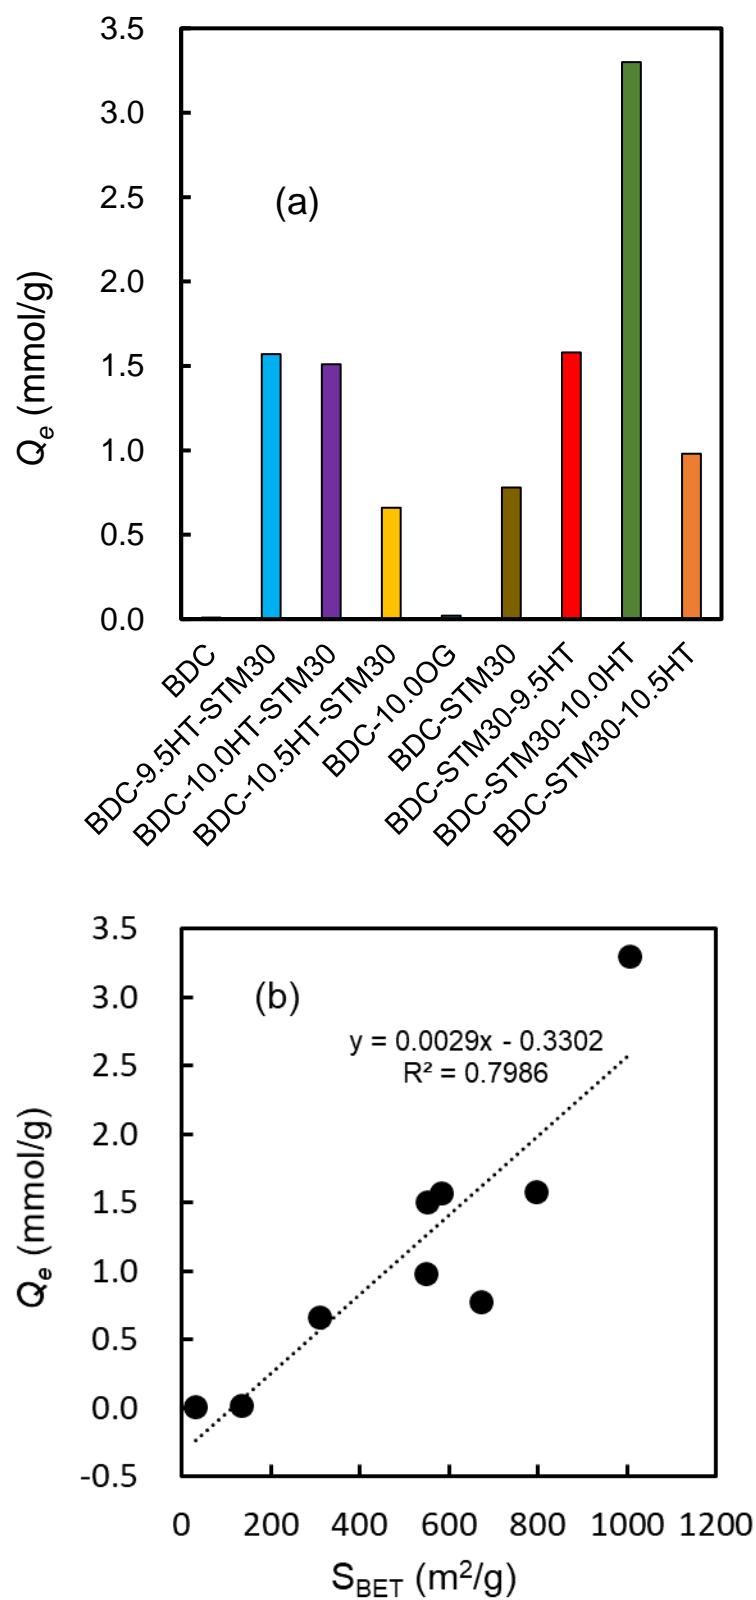 3.5
3.0
2.5
2.0
1.5
1.0
0.5
0.0
Qe (mmol/g)
(a)
BDC
BDC-9.5HT-STM30
BDC-10.0HT-STM30
BDC-10.5HT-STM30
BDC-10.0OG
BDC-STM30
BDC-STM30-9.5HT
BDC-STM30-10.0HT
BDC-STM30-10.5HT
3.5
3.0
2.5
2.0
1.5
1.0
0.5
0.0
-0.5
Qe (mmol/g)
(b)
y = 0.0029x - 0.3302
R² = 0.7986
0 200 400 600 800 1000 1200
SBET (m²/g)